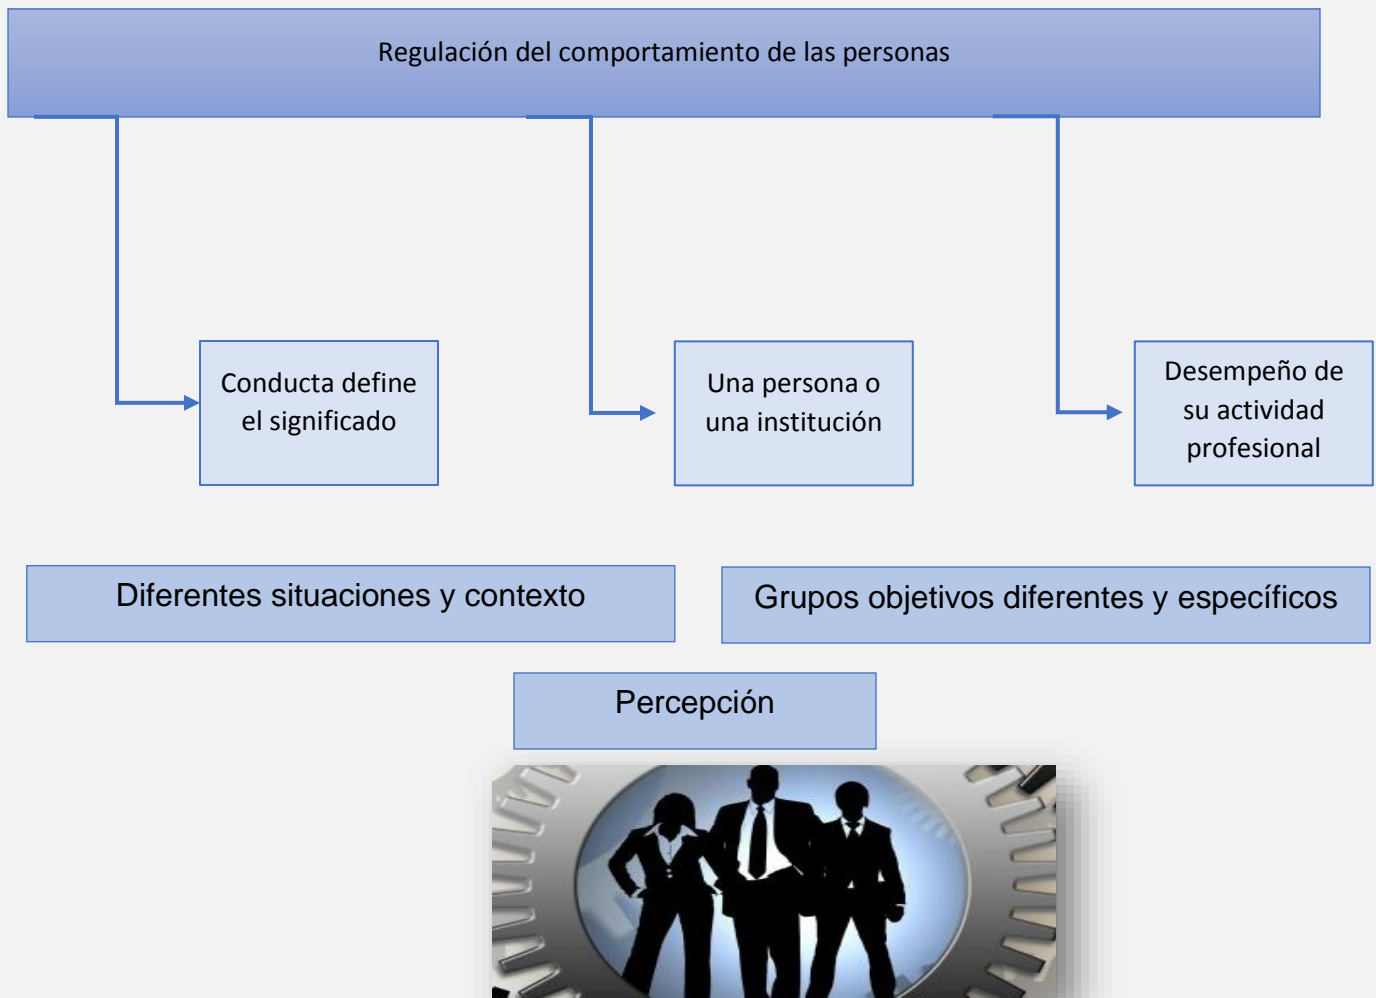 Regulación del comportamiento de las personas
Conducta define
el significado
Una persona o
una institución
Desempeño de
su actividad
profesional
Diferentes situaciones y contexto
Grupos objetivos diferentes y específicos
Percepción